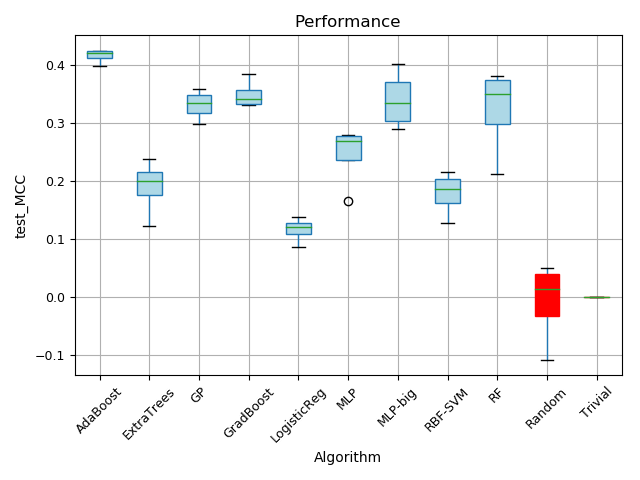 Performance
test_MCC
0.4
0.3
0.2
0.1
0.0
−0.1
AdaBoost
ExtraTrees
GP
GradBoost
LogisticReg
MLP
MLP-big
RBF-SVM
RF
Random
Trivial
Algorithm